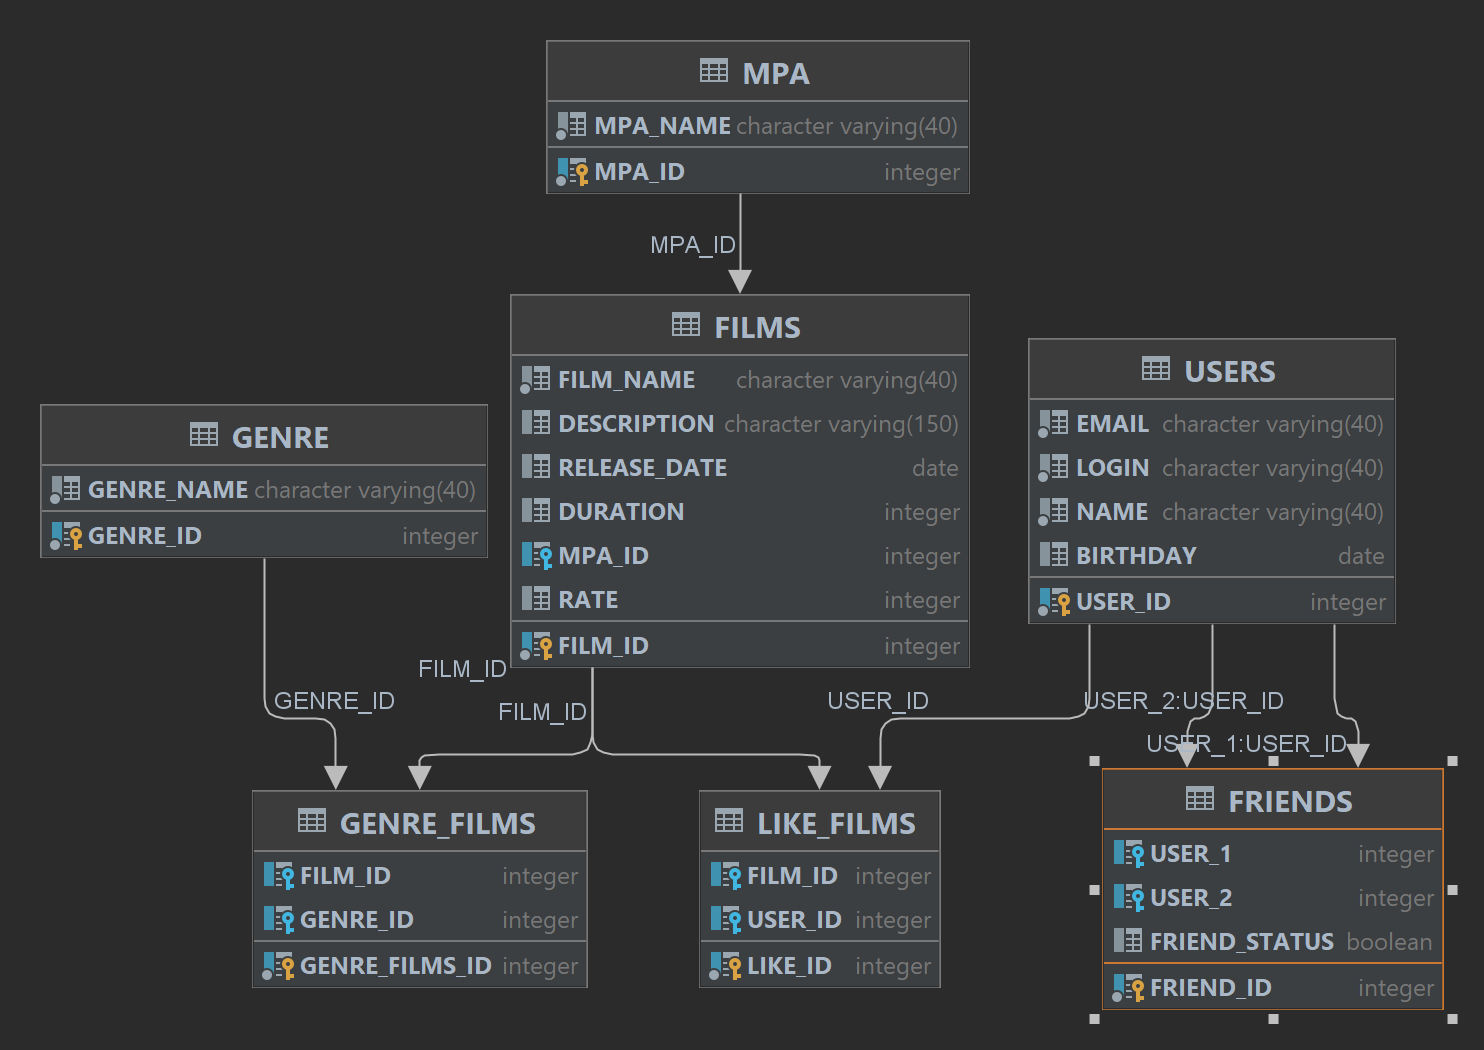 MPA
MPA_NAME character varying(40)
MPA_ID integer
MPA_ID
FILMS
FILM_NAME character varying(40)
DESCRIPTION character varying(150)
RELEASE_DATE date
DURATION integer
MPA_ID integer
RATE integer
FILM_ID integer
USERS
EMAIL character varying(40)
LOGIN character varying(40)
NAME character varying(40)
BIRTHDAY date
USER_ID integer
GENRE
GENRE_NAME character varying(40)
GENRE_ID integer
FILM_ID
GENRE_ID
FILM_ID
USER_ID
USER_2:USER_ID
USER_1:USER_ID
GENRE_FILMS
FILM_ID integer
GENRE_ID integer
GENRE_FILMS_ID integer
LIKE_FILMS
FILM_ID integer
USER_ID integer
LIKE_ID integer
FRIENDS
USER_1 integer
USER_2 integer
FRIEND_STATUS boolean
FRIEND_ID integer